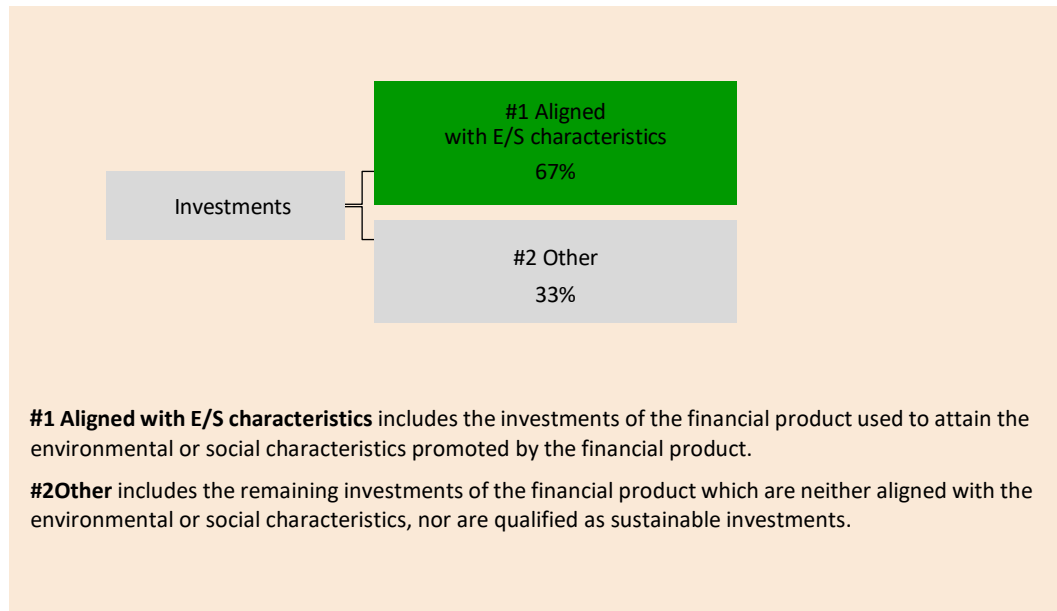 #1 Aligned
with E/S characteristics
67%
Investments
#2 Other
33%
#1 Aligned with E/S characteristics includes the investments of the financial product used to attain the
environmental or social characteristics promoted by the financial product.
#2Other includes the remaining investments of the financial product which are neither aligned with the
environmental or social characteristics, nor are qualified as sustainable investments.